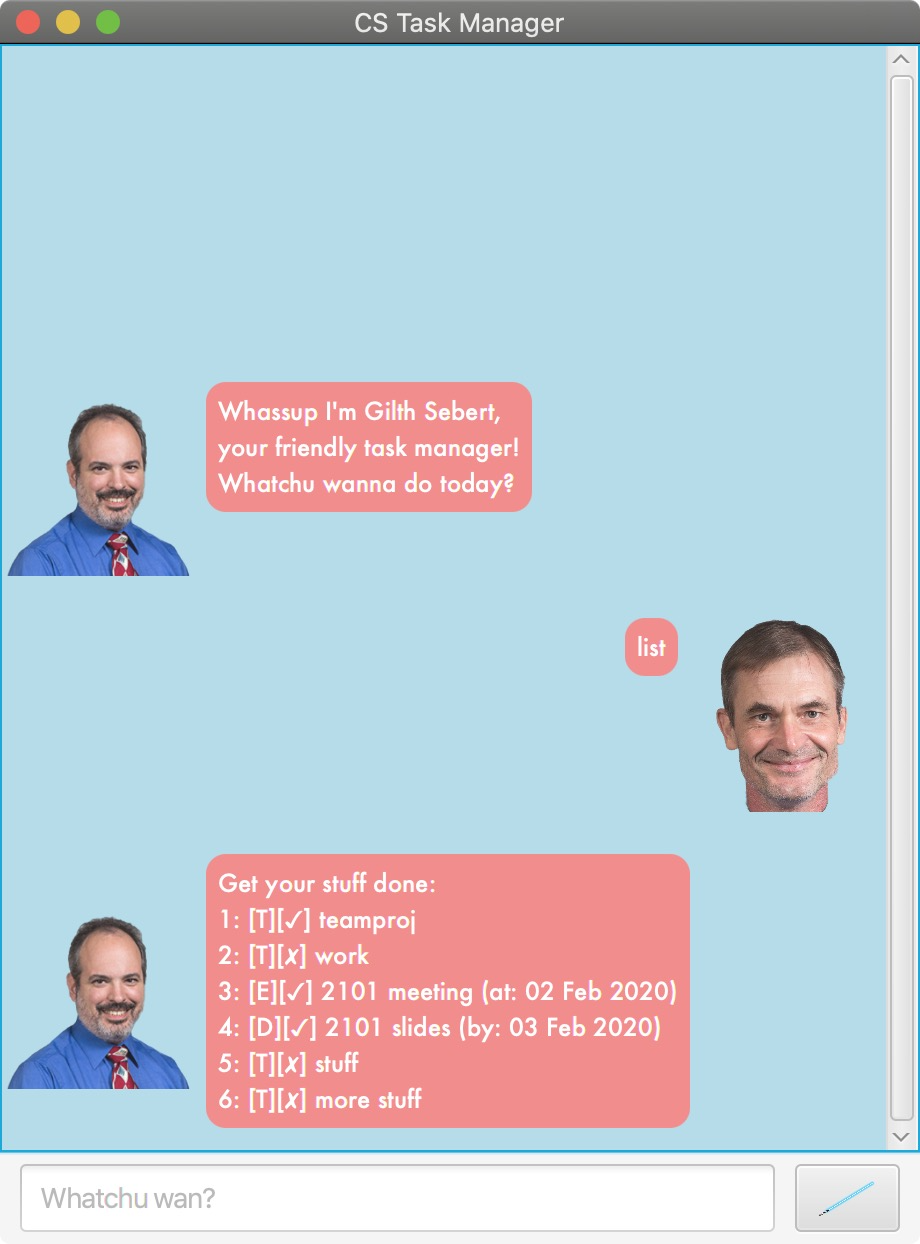 CS Task Manager
Whassup I'm Gilth Sebert,
your friendly task manager!
Whatchu wanna do today?
list
Get your stuff done:
1: [T][✓] teamproj
2: [T][✗] work
3: [E][✓] 2101 meeting (at: 02 Feb 2020)
4: [D][✓] 2101 slides (by: 03 Feb 2020)
5: [T][✗] stuff
6: [T][✗] more stuff
Whatchu wan?